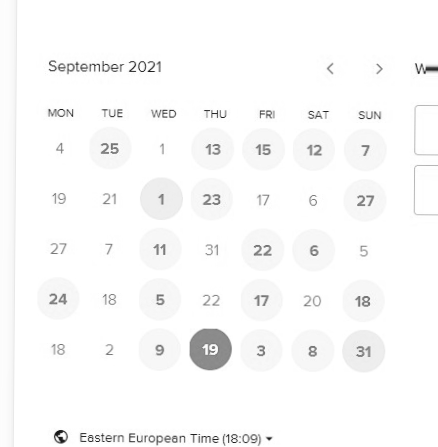 September 2021
MON TUE WED THU FRI SAT SUN
4 25 1 13 15 12 7
19 21 1 23 17 6 27
27 7 11 31 22 6 5
24 18 5 22 17 20 18
18 2 9 19 3 8 31
Eastern European Time (18:09)